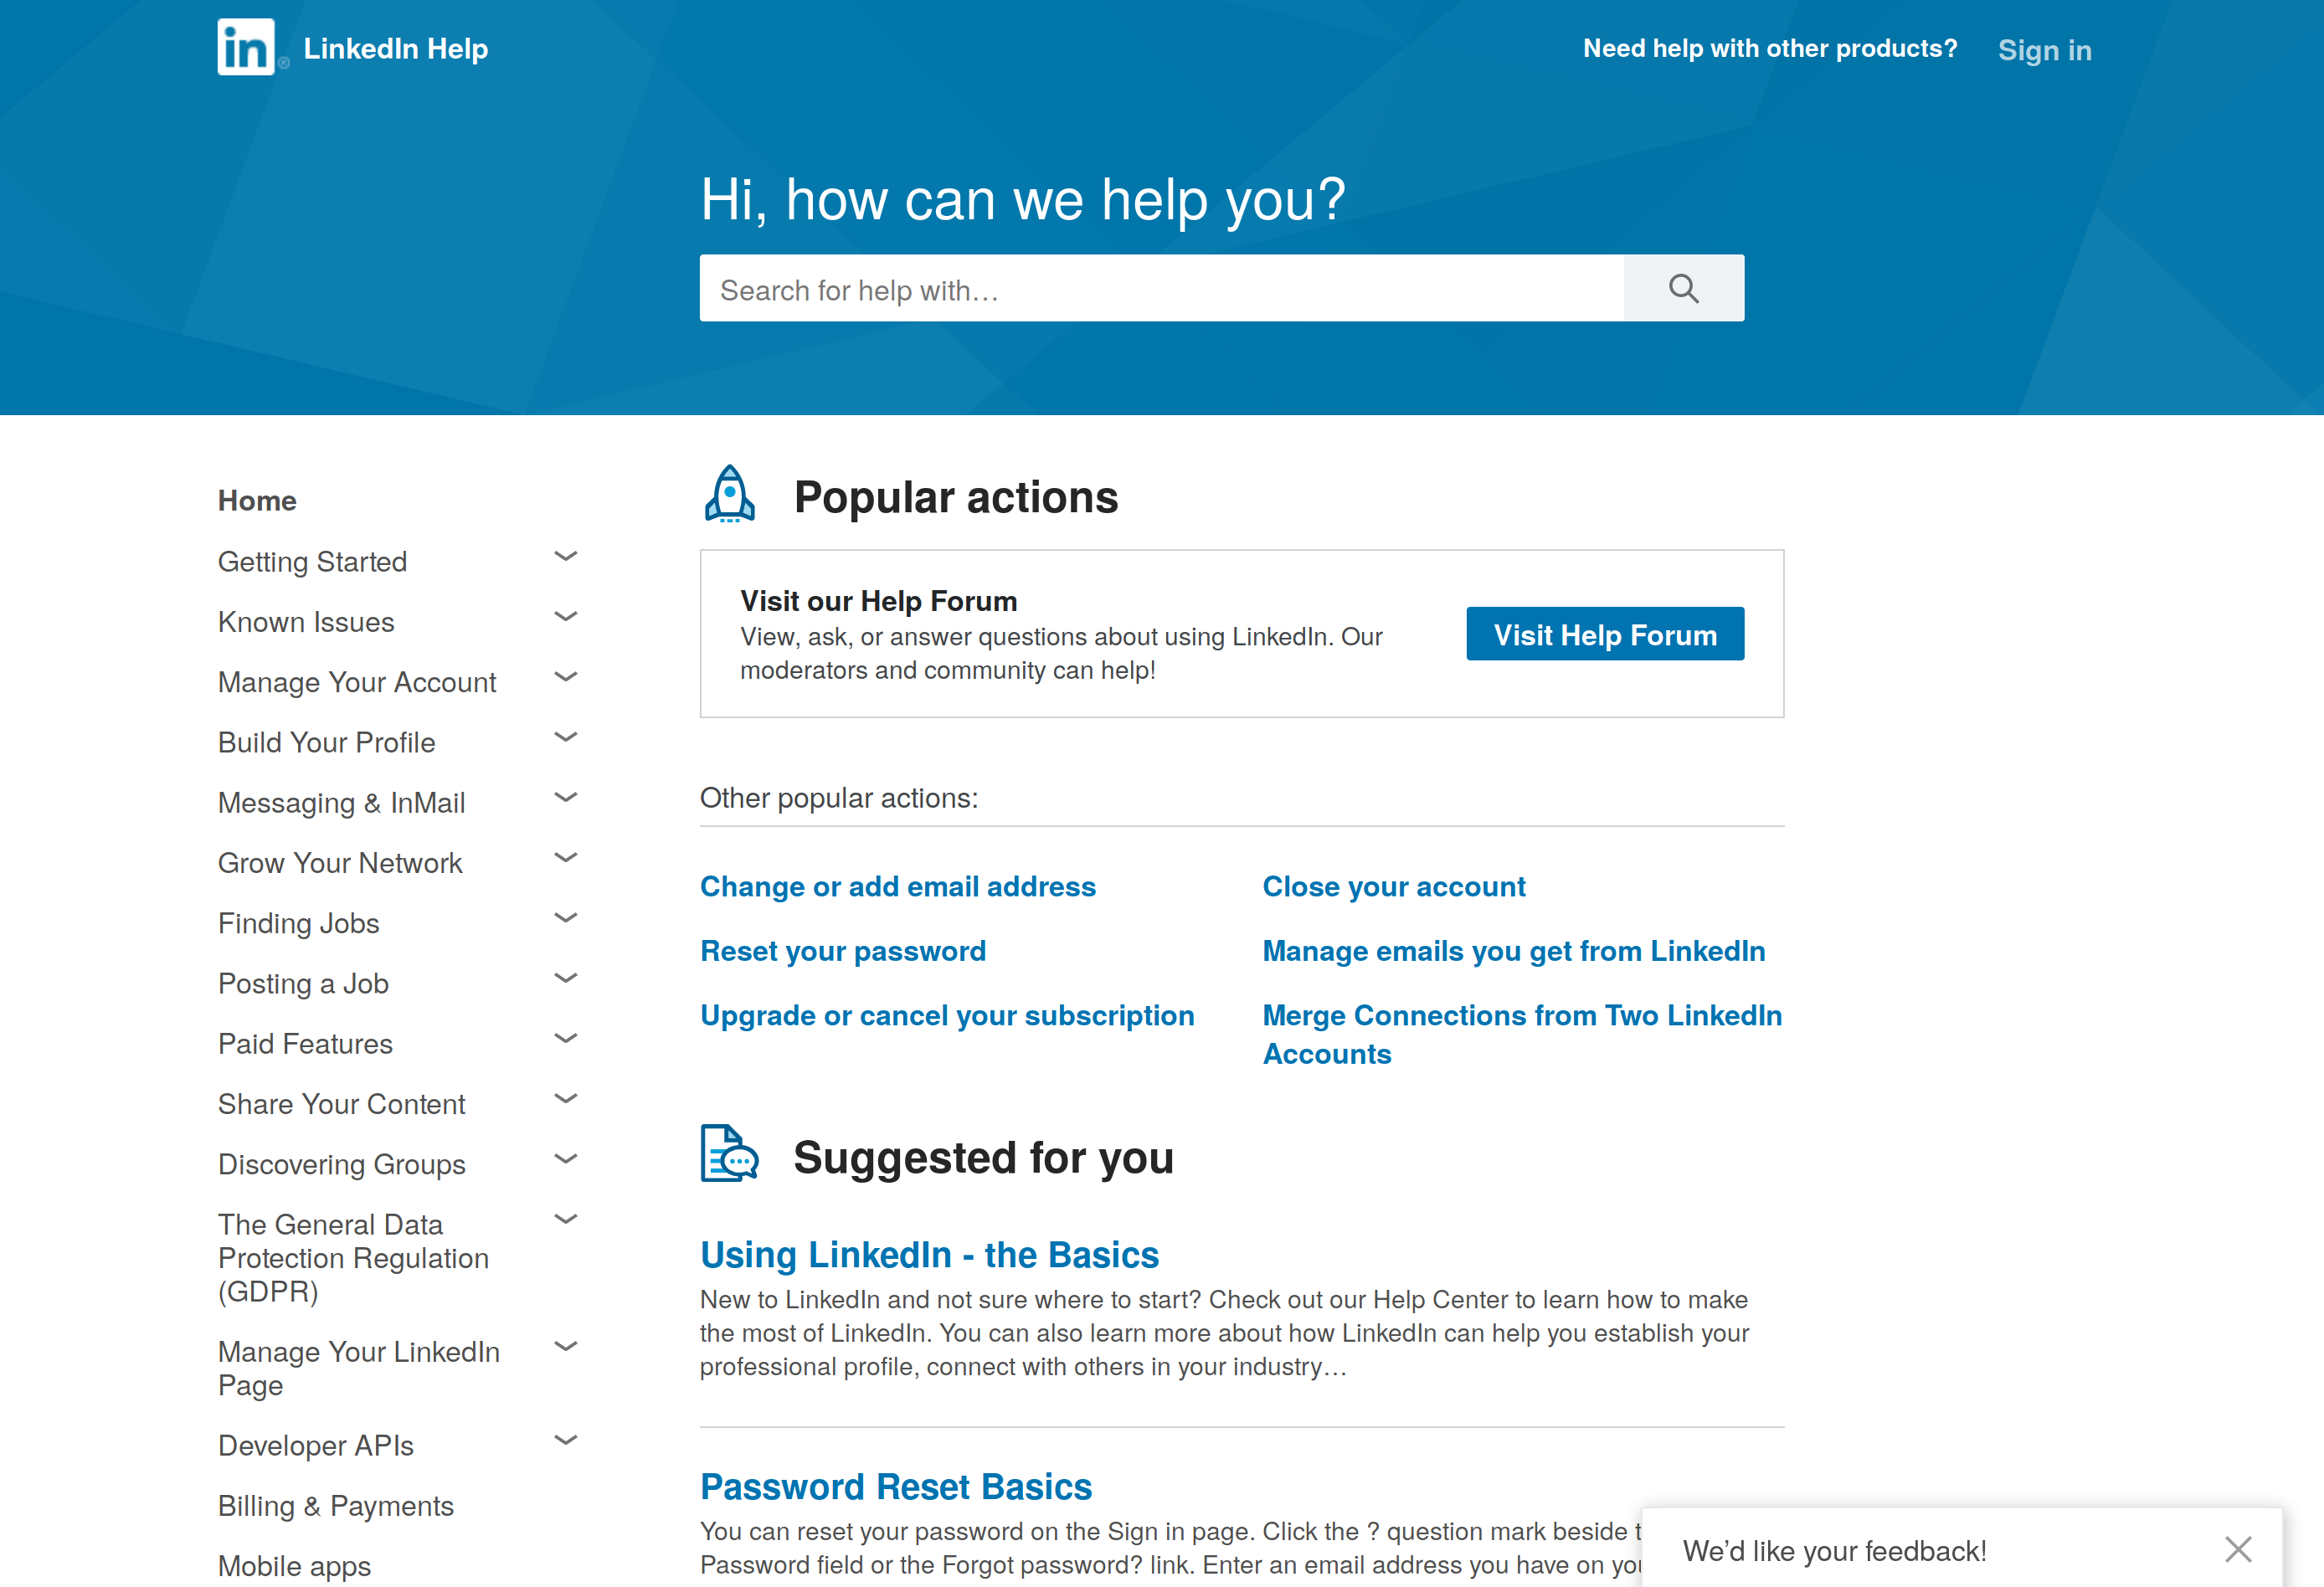 in ® LinkedIn Help
Need help with other products?
Sign in
Hi, how can we help you?
Search for help with…
Home
Getting Started
Known Issues
Manage Your Account
Build Your Profile
Messaging & InMail
Grow Your Network
Finding Jobs
Posting a Job
Paid Features
Share Your Content
Discovering Groups
The General Data
Protection Regulation
(GDPR)
Manage Your LinkedIn
Page
Developer APIs
Billing & Payments
Mobile apps
Popular actions
Visit our Help Forum
View, ask, or answer questions about using LinkedIn. Our
moderators and community can help!
Visit Help Forum
Other popular actions:
Change or add email address
Close your account
Reset your password
Manage emails you get from LinkedIn
Upgrade or cancel your subscription
Merge Connections from Two LinkedIn
Accounts
Suggested for you
Using LinkedIn - the Basics
New to LinkedIn and not sure where to start? Check out our Help Center to learn how to make
the most of LinkedIn. You can also learn more about how LinkedIn can help you establish your
professional profile, connect with others in your industry…
Password Reset Basics
You can reset your password on the Sign in page. Click the ? question mark beside
Password field or the Forgot password? link. Enter an email address you have on
We’d like your feedback!